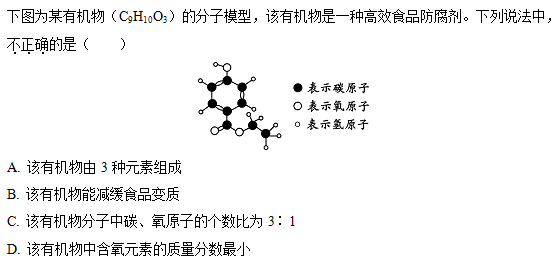 下图为某有机物（C₉H₁₀O₃）的分子模型，该有机物是一种高效食品防腐剂。下列说法中，
不正确的是（　　）
●表示碳原子
○表示氧原子
○表示氢原子
A. 该有机物由 3 种元素组成
B. 该有机物能减缓食品变质
C. 该有机物分子中碳、氧原子的个数比为 3∶1
D. 该有机物中含氧元素的质量分数最小